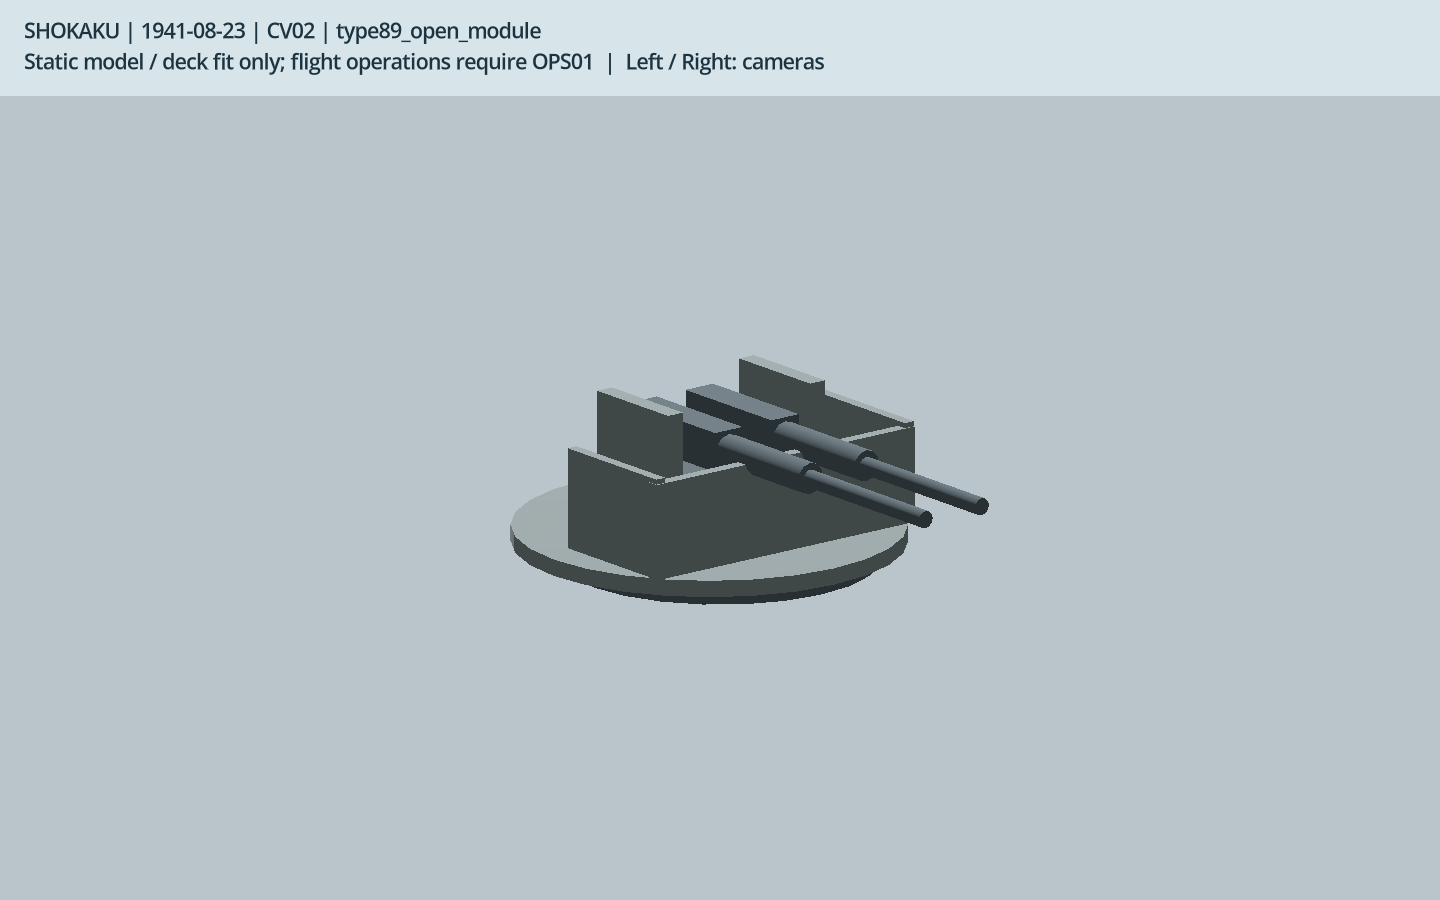 SHOKAKU | 1941-08-23 | CV02 | type89_open_module
Static model / deck fit only; flight operations require OPS01 | Left / Right: cameras